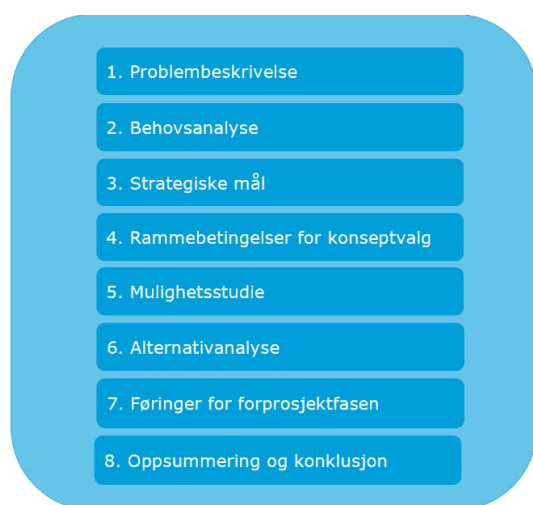 1. Problembeskrivelse
2. Behovsanalyse
3. Strategiske mål
4. Rammebetingelser for konseptvalg
5. Mulighetsstudie
6. Alternativanalyse
7. Føringer for forprosjektfasen
8. Oppsummering og konklusjon